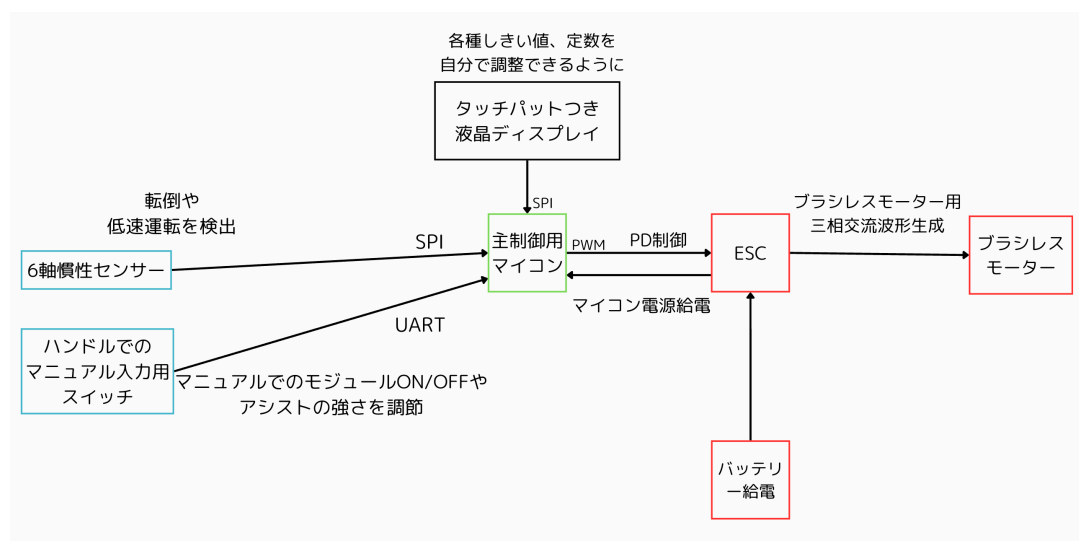 各種しきい値、定数を
自分で調整できるように
タッチパットつき
液晶ディスプレイ
SPI
転倒や
低速運転を検出
6軸慣性センサー
SPI
主制御用
マイコン
PWM
PD制御
マイコン電源給電
ESC
ブラシレスモーター用
三相交流波形生成
ブラシレス
モーター
ハンドルでの
マニュアル入力用
スイッチ
UART
マニュアルでのモジュールON/OFFや
アシストの強さを調節
バッテリ
ー給電